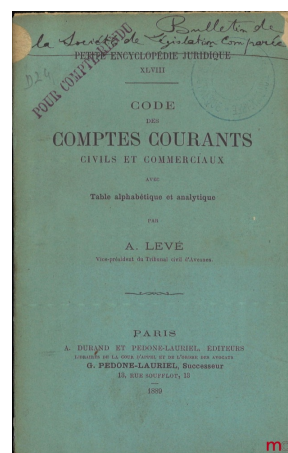 Bulletin de
la Société de Législation Comparée
PETITE ENCYCLOPÉDIE JURIDIQUE
XLVIII
POUR COMPTE RENDU
CODE
DES
COMPTES COURANTS
CIVILS ET COMMERCIAUX
AVEC
Table alphabétique et analytique
PAR
A. LEVÉ
Vice-président du Tribunal civil d'Avesnes
PARIS
A. DURAND ET PEDONE-LAURIEL, EDITEURS
LIBRAIRES DE LA COUR D'APPEL ET DE L'ORDRE DES AVOCATS
G. PEDONE-LAURIEL, Successeur
13, RUE SOUFFLOT, 13
1889
m